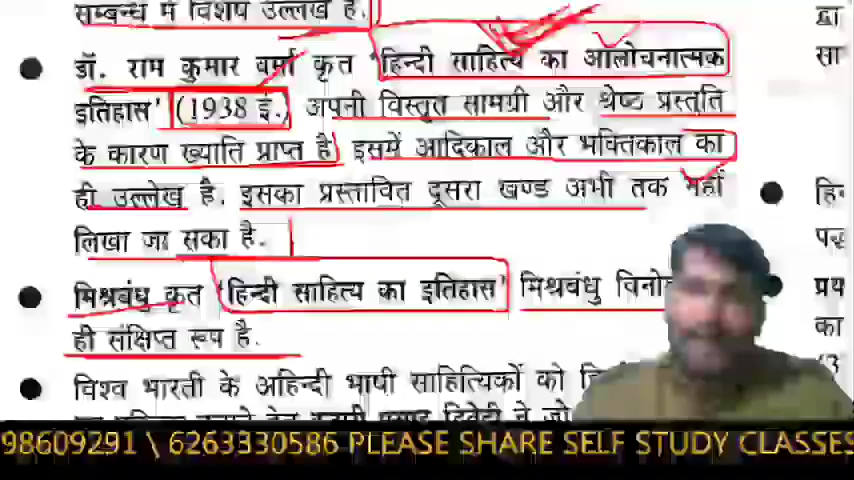 सम्बन्ध में विशेष उल्लेख है.
डॉ. राम कुमार वर्मा कृत 'हिन्दी साहित्य का आलोचनात्मक
इतिहास' (1938 ई.) अपनी विस्तृत सामग्री और श्रेष्ठ प्रस्तुति
के कारण ख्याति प्राप्त है इसमें आदिकाल और भक्तिकाल का
ही उल्लेख है. इसका प्रस्तावित दूसरा खण्ड अभी तक नहीं
लिखा जा सका है.
मिश्रबंधु कृत 'हिन्दी साहित्य का इतिहास' मिश्रबंधु विनो
ही संक्षिप्त रूप है.
विश्व भारती के अहिन्दी भाषी साहित्यिकों को
द्विवेदी ने जो
सा
पद्ध
प्रय
का
98609291 \ 6263330586 PLEASE SHARE SELF STUDY CLASSES